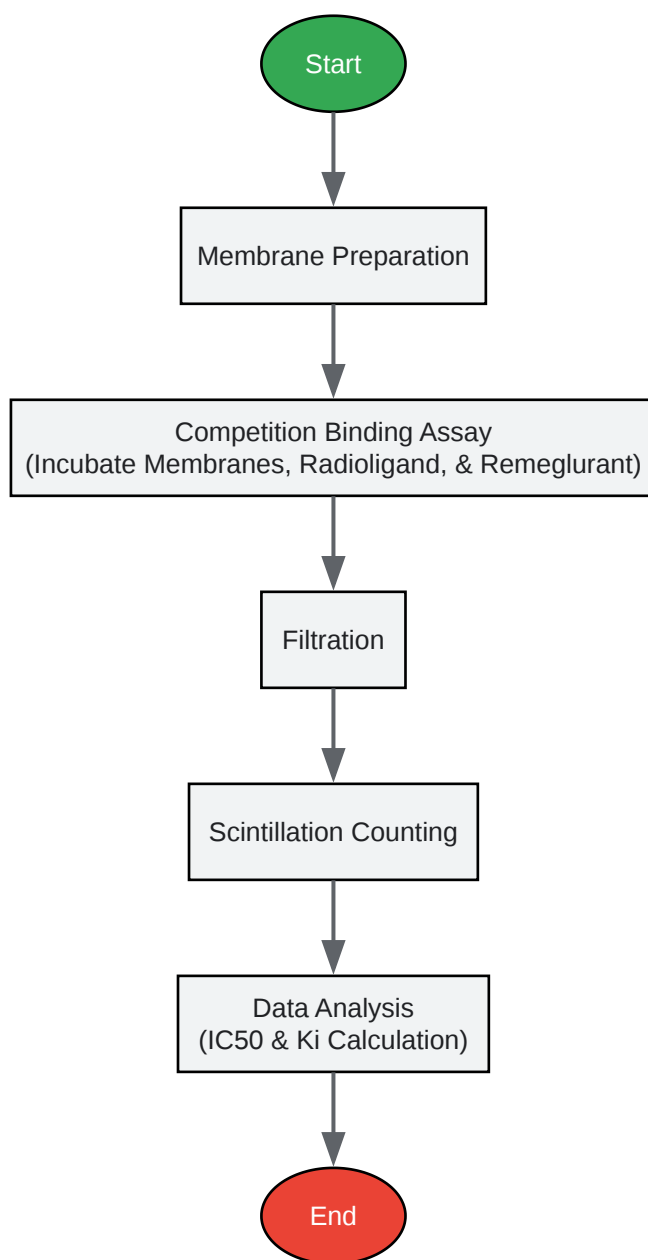 Start
Membrane Preparation
Competition Binding Assay
(Incubate Membranes, Radioligand, & Remeglurant)
Filtration
Scintillation Counting
Data Analysis
(IC50 & Ki Calculation)
End